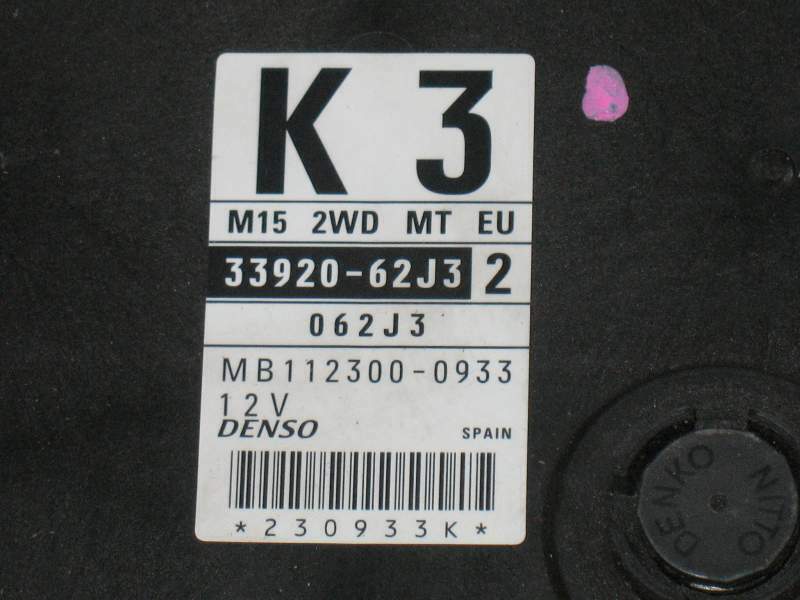 K 3
M15 2WD MT EU
33920-62J3 2
062J3
MB112300-0933
12V
DENSO SPAIN
*230933K*
NITTO DENKO